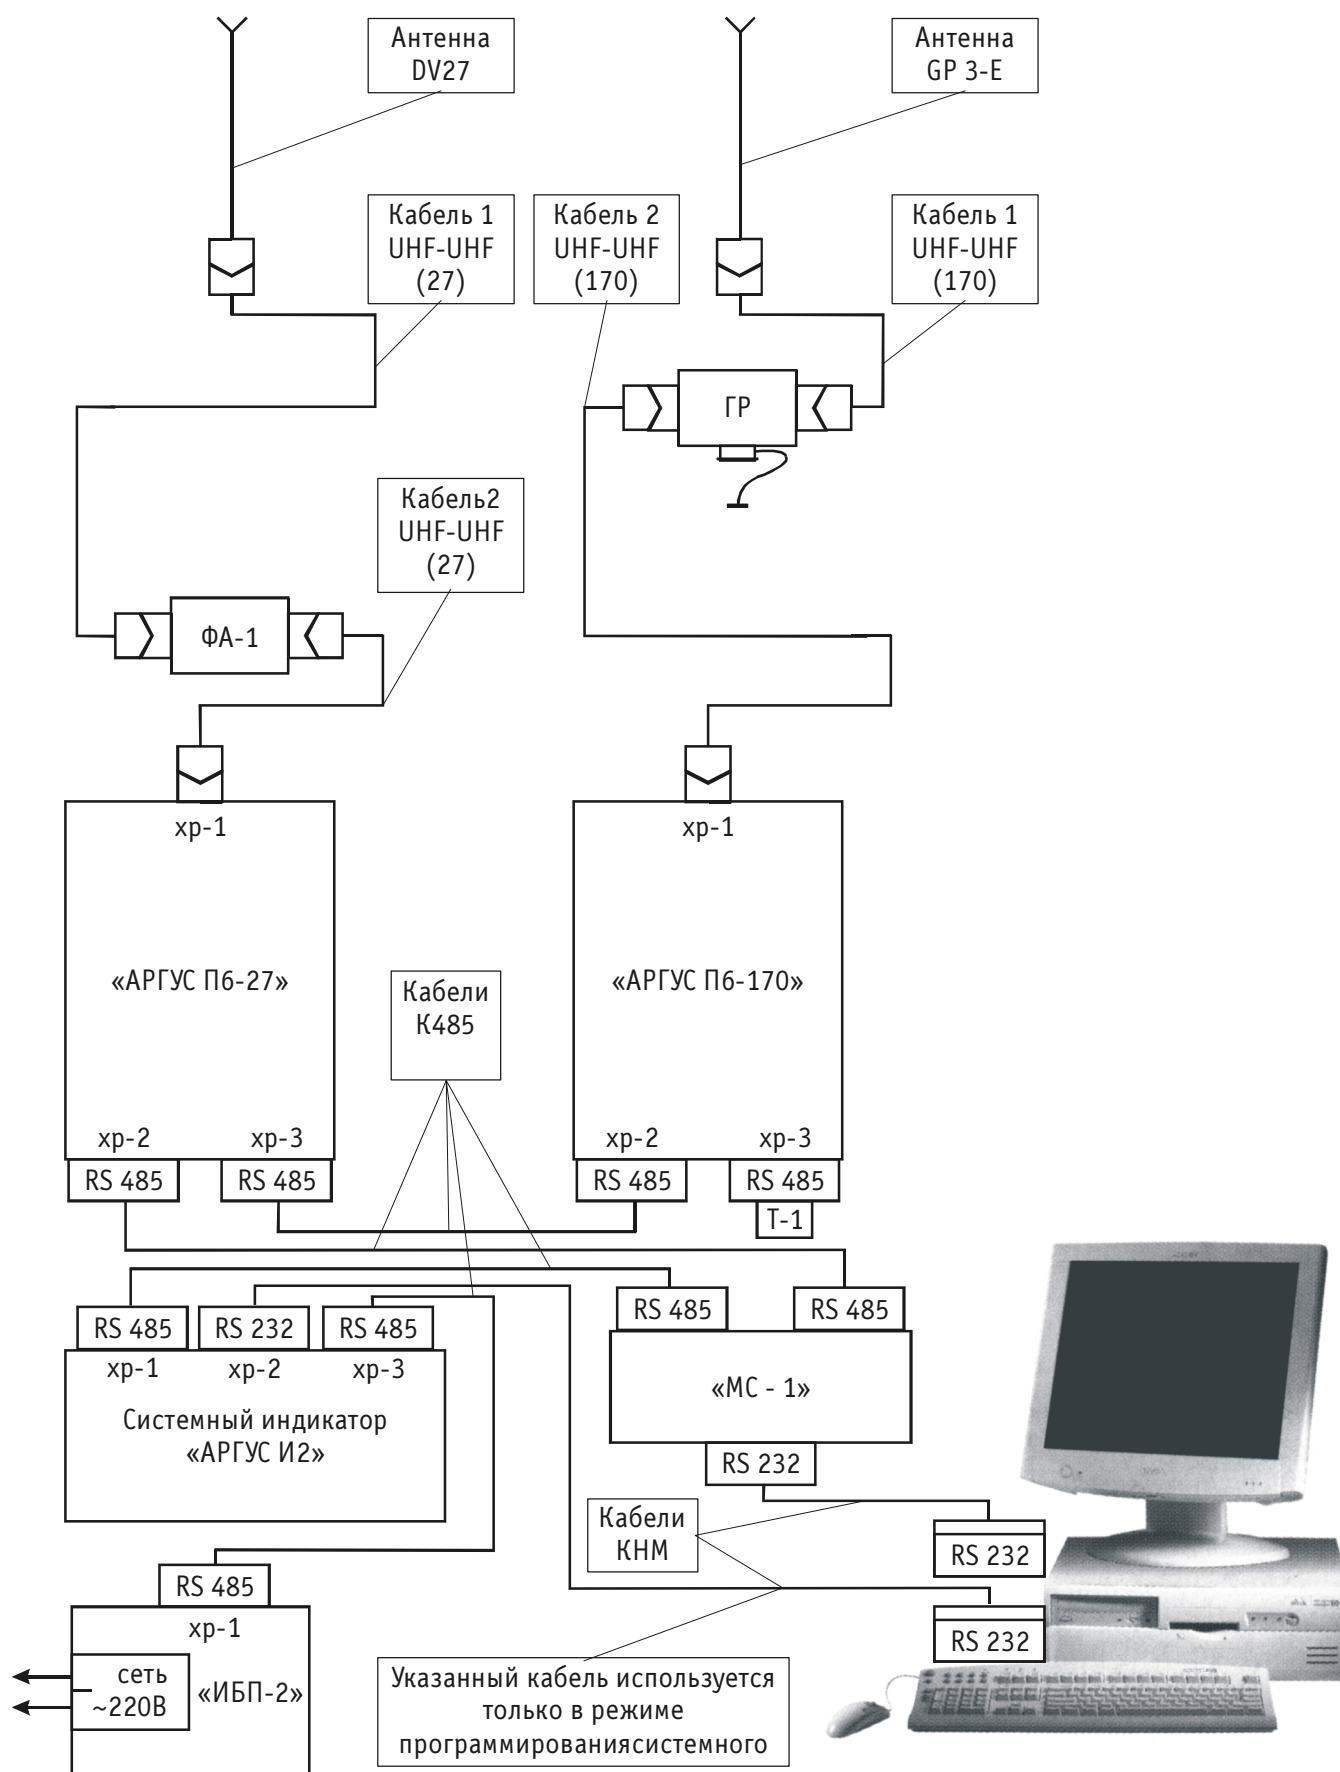 Антенна
DV27
Антенна
GP 3-E
Кабель 1
UHF-UHF
(27)
Кабель 2
UHF-UHF
(170)
Кабель 1
UHF-UHF
(170)
ГР
Кабель2
UHF-UHF
(27)
ФА-1
хр-1
хр-1
«АРГУС П6-27»
Кабели
К485
«АРГУС П6-170»
хр-2
хр-3
хр-2
хр-3
RS 485
RS 485
RS 485
RS 485
Т-1
RS 485
RS 232
RS 485
RS 485
RS 485
хр-1
хр-2
хр-3
Системный индикатор
«АРГУС И2»
«МС - 1»
RS 232
Кабели
КНМ
RS 232
RS 485
хр-1
RS 232
сеть
~220В
«ИБП-2»
Указанный кабель используется
только в режиме
программированиясистемного